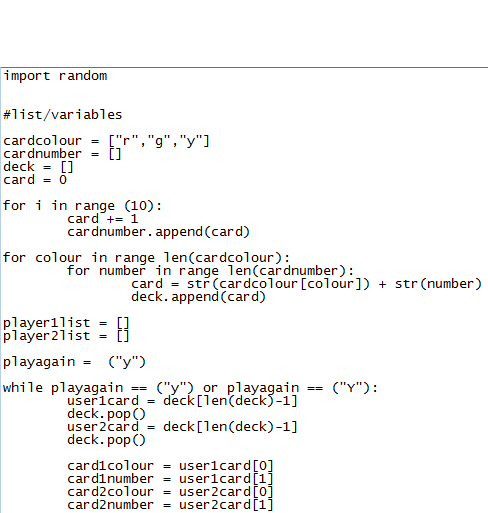 import random
#list/variables
cardcolour = ["r","g","y"]
cardnumber = []
deck = []
card = 0
for i in range (10):
card += 1
cardnumber.append(card)
for colour in range len(cardcolour):
for number in range len(cardnumber):
card = str(cardcolour[colour]) + str(number)
deck.append(card)
player1list = []
player2list = []
playagain =  ("y")
while playagain == ("y") or playagain == ("Y"):
user1card = deck[len(deck)-1]
deck.pop()
user2card = deck[len(deck)-1]
deck.pop()
card1colour = user1card[0]
card1number = user1card[1]
card2colour = user2card[0]
card2number = user2card[1]